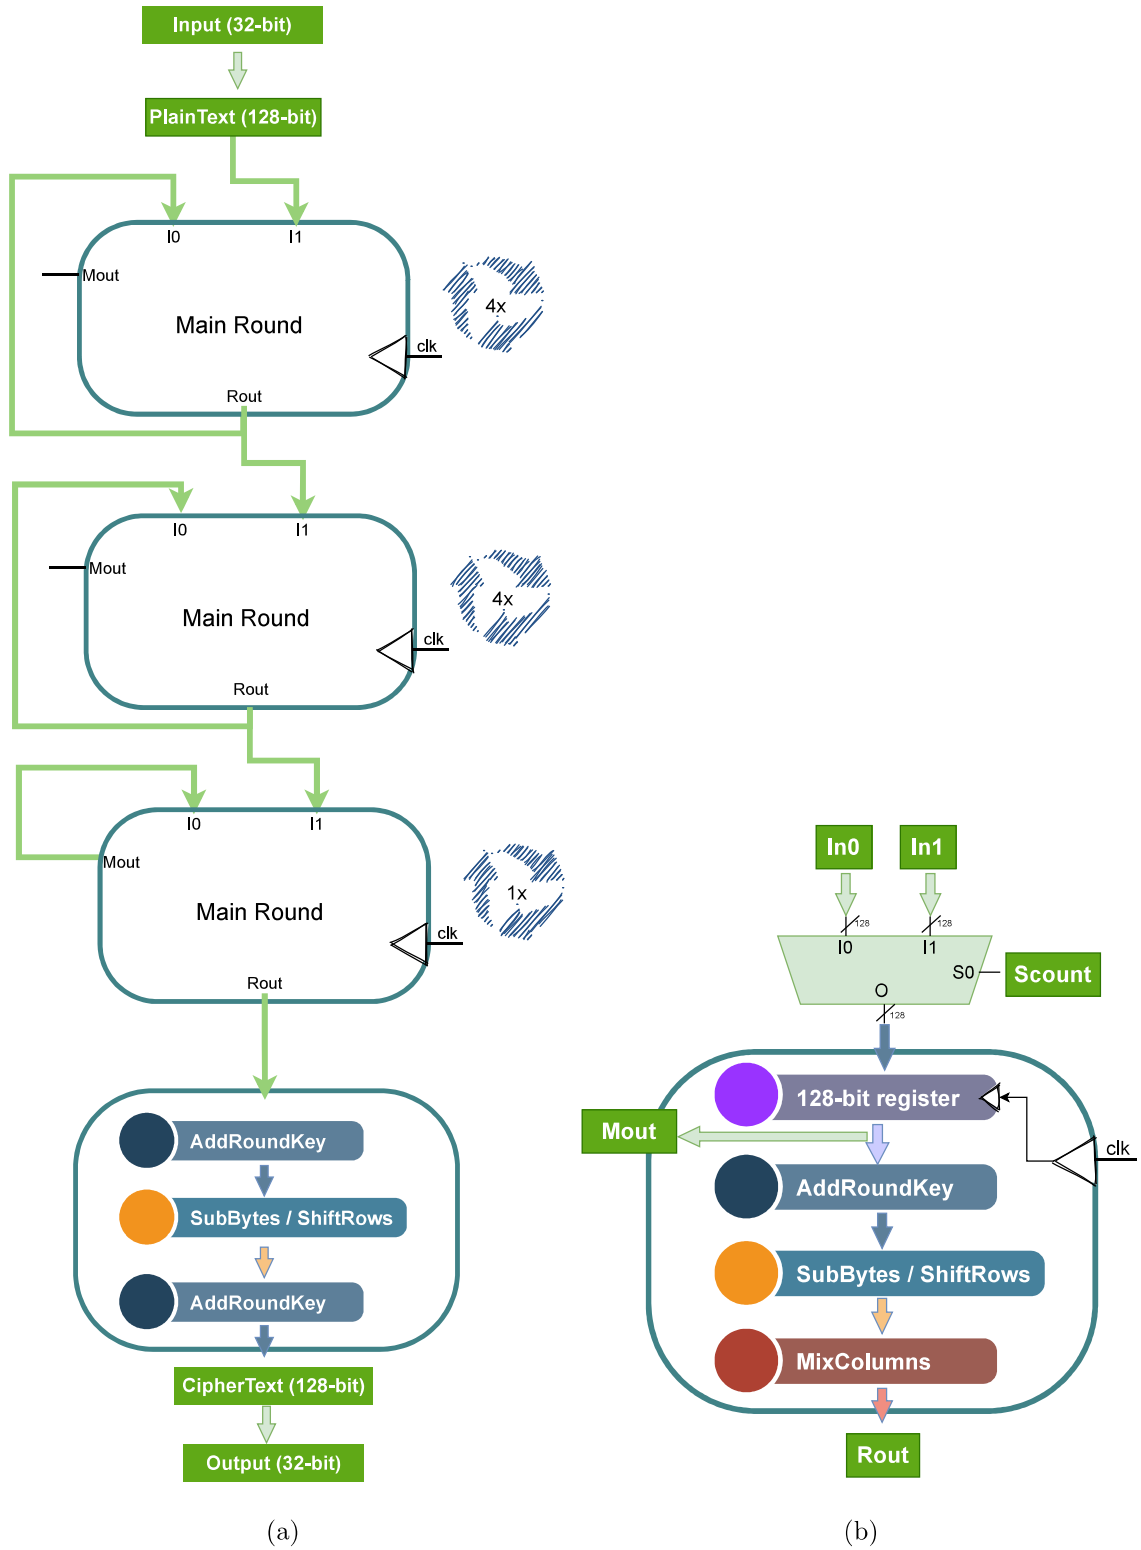 Input (32-bit)
PlainText (128-bit)
I0
I1
Mout
Main Round
4x
clk
Rout
I0
I1
Mout
Main Round
4x
clk
Rout
I0
I1
Mout
Main Round
1x
clk
Rout
AddRoundKey
SubBytes / ShiftRows
AddRoundKey
CipherText (128-bit)
Output (32-bit)
(a)
In0
In1
128
128
I0
I1
S0
Scount
O
128
128-bit register
Mout
clk
AddRoundKey
SubBytes / ShiftRows
MixColumns
Rout
(b)